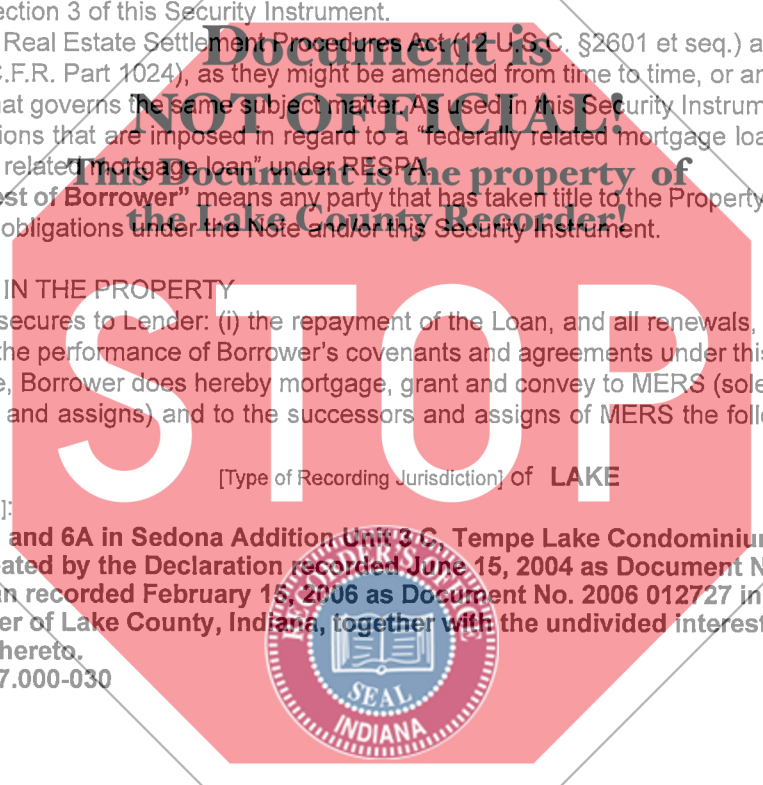 ection 3 of this Security Instrument.
Real Estate Settlement Procedures Act (12 U.S.C. §2601 et seq.) a
Document is
C.F.R. Part 1024), as they might be amended from time to time, or an
hat governs the same subject matter. As used in this Security Instrum
NOT OFFICIAL!
ions that are imposed in regard to a "federally related mortgage loa
related mortgage loan" under RESPA.
This Document is the property of
est of Borrower" means any party that has taken title to the Property
the Lake County Recorder!
obligations under the Note and/or this Security Instrument.
IN THE PROPERTY
secures to Lender: (i) the repayment of the Loan, and all renewals,
the performance of Borrower's covenants and agreements under this
e, Borrower does hereby mortgage, grant and convey to MERS (sole
and assigns) and to the successors and assigns of MERS the follo
STOP
[Type of Recording Jurisdiction] of LAKE
]:
and 6A in Sedona Addition Unit 3 C, Tempe Lake Condominium
ated by the Declaration recorded June 15, 2004 as Document N
an recorded February 15, 2006 as Document No. 2006 012727 in
er of Lake County, Indiana, together with the undivided interest
hereto.
7.000-030
RECORDER'S OFFICE
SEAL
INDIANA